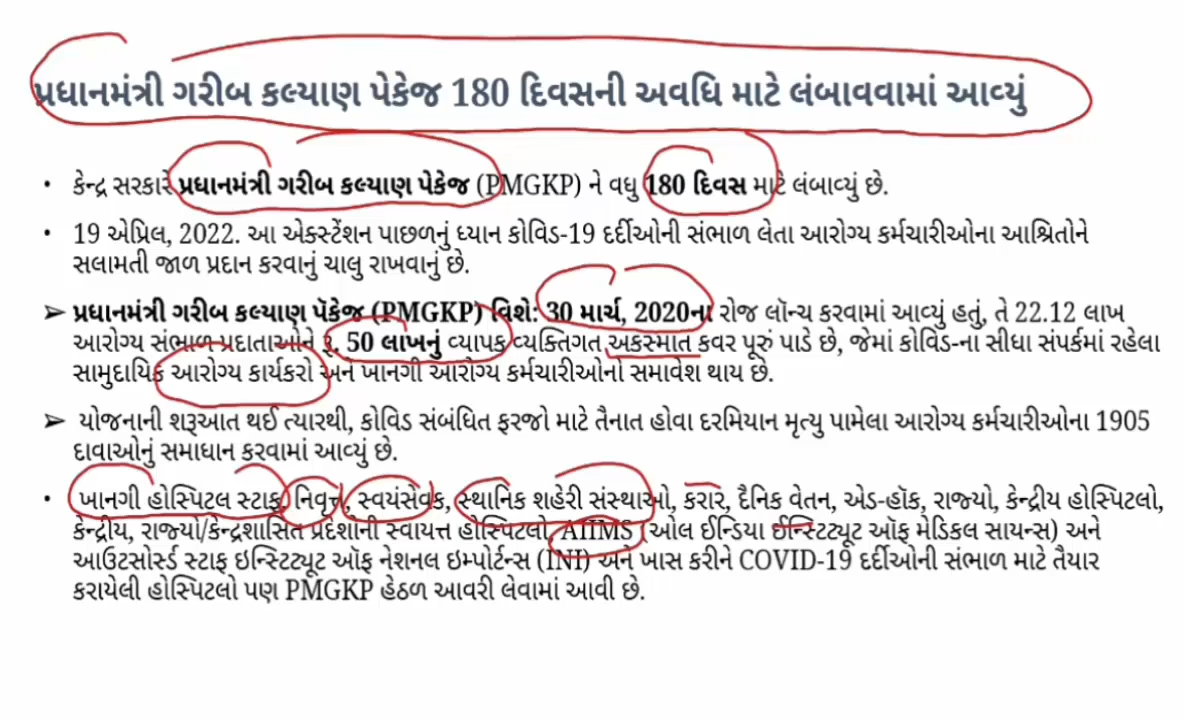 પ્રધાનમંત્રી ગરીબ કલ્યાણ પેકેજ 180 દિવસની અવધિ માટે લંબાવવામાં આવ્યું
• કેન્દ્ર સરકારે પ્રધાનમંત્રી ગરીબ કલ્યાણ પેકેજ (PMGKP) ને વધુ 180 દિવસ માટે લંબાવ્યું છે.
• 19 એપ્રિલ, 2022. આ એક્સ્ટેંશન પાછળનું ધ્યાન કોવિડ-19 દર્દીઓની સંભાળ લેતા આરોગ્ય કર્મચારીઓના આશ્રિતોને
સલામતી જાળ પ્રદાન કરવાનું ચાલુ રાખવાનું છે.
➢ પ્રધાનમંત્રી ગરીબ કલ્યાણ પૅકેજ (PMGKP) વિશે: 30 માર્ચ, 2020ના રોજ લૉન્ચ કરવામાં આવ્યું હતું, તે 22.12 લાખ
આરોગ્ય સંભાળ પ્રદાતાઓને રૂ. 50 લાખનું વ્યાપક વ્યક્તિગત અકસ્માત કવર પૂરું પાડે છે, જેમાં કોવિડ-ના સીધા સંપર્કમાં રહેલા
સામુદાયિક આરોગ્ય કાર્યકરો અને ખાનગી આરોગ્ય કર્મચારીઓનો સમાવેશ થાય છે.
➢ યોજનાની શરૂઆત થઈ ત્યારથી, કોવિડ સંબંધિત ફરજો માટે તૈનાત હોવા દરમિયાન મૃત્યુ પામેલા આરોગ્ય કર્મચારીઓના 1905
દાવાઓનું સમાધાન કરવામાં આવ્યું છે.
• ખાનગી હોસ્પિટલ સ્ટાફ, નિવૃત્ત, સ્વયંસેવક, સ્થાનિક શહેરી સંસ્થાઓ, કરાર, દૈનિક વેતન, એડ-હૉક, રાજ્યો, કેન્દ્રીય હોસ્પિટલો,
કેન્દ્રીય, રાજ્યો/કેન્દ્રશાસિત પ્રદેશોની સ્વાયત્ત હોસ્પિટલો, AIIMS (ઓલ ઈન્ડિયા ઈન્સ્ટિટ્યૂટ ઑફ મેડિકલ સાયન્સ) અને
આઉટસોર્સ્ડ સ્ટાફ ઇન્સ્ટિટ્યૂટ ઑફ નેશનલ ઇમ્પોર્ટન્સ (INI) અને ખાસ કરીને COVID-19 દર્દીઓની સંભાળ માટે તૈયાર
કરાયેલી હોસ્પિટલો પણ PMGKP હેઠળ આવરી લેવામાં આવી છે.